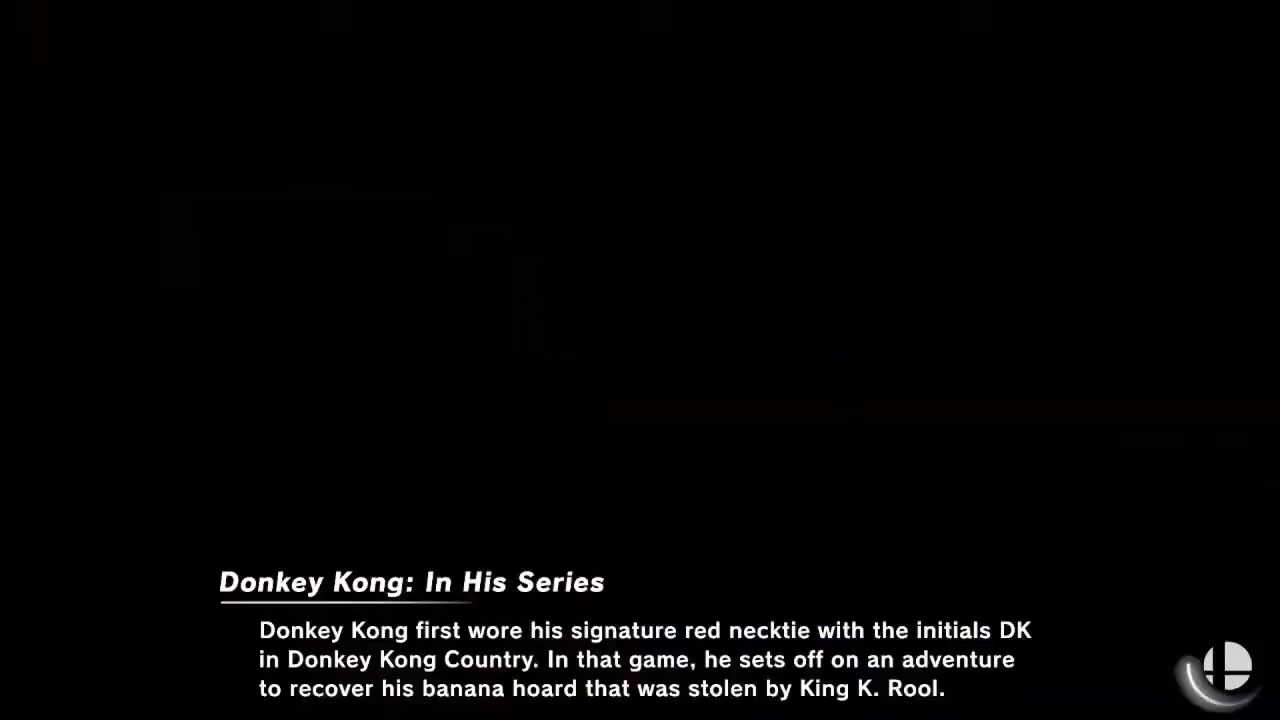 Donkey Kong: In His Series
Donkey Kong first wore his signature red necktie with the initials DK
in Donkey Kong Country. In that game, he sets off on an adventure
to recover his banana hoard that was stolen by King K. Rool.